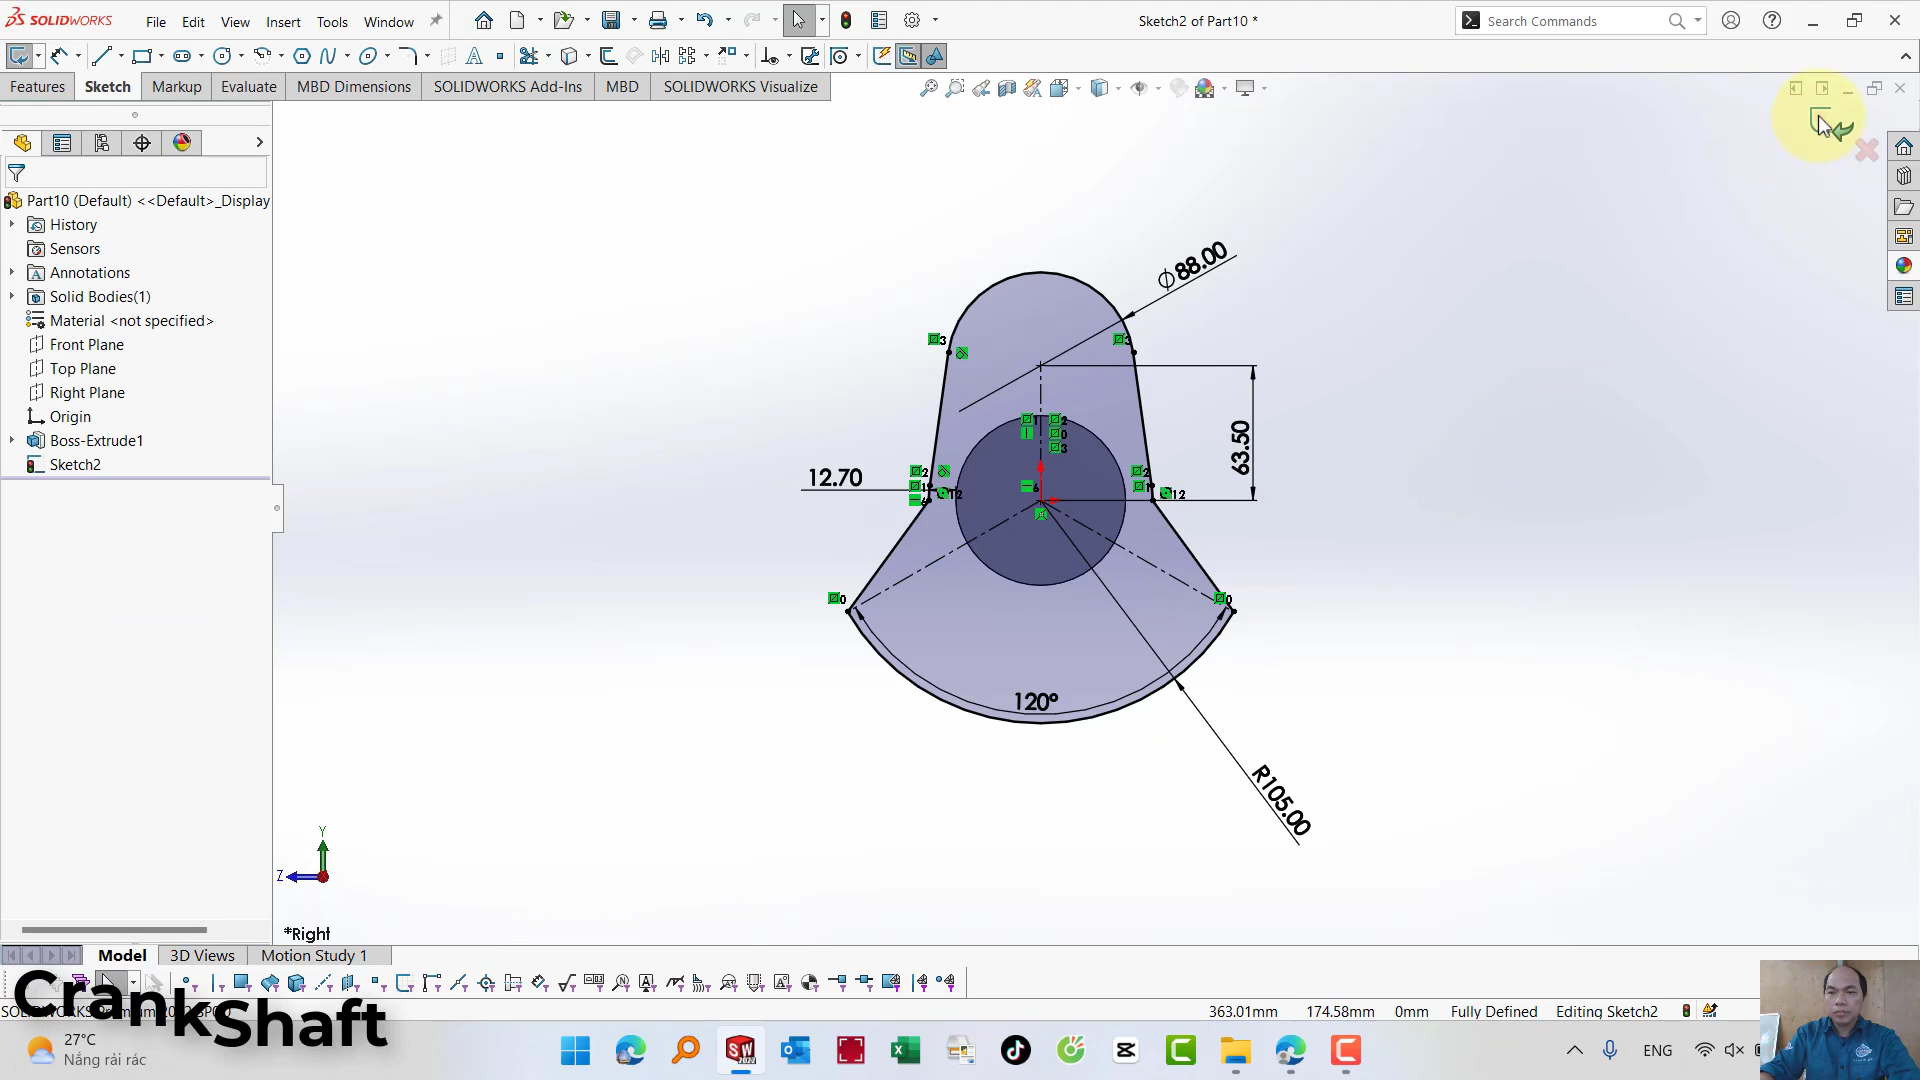 SOLIDWORKS
File
Edit
View
Insert
Tools
Window
Sketch2 of Part10 *
Search Commands
Features
Sketch
Markup
Evaluate
MBD Dimensions
SOLIDWORKS Add-Ins
MBD
SOLIDWORKS Visualize
Part10 (Default) <<Default>_Display
History
Sensors
Annotations
Solid Bodies(1)
Material <not specified>
Front Plane
Top Plane
Right Plane
Origin
Boss-Extrude1
Sketch2
∅88.00
63.50
12.70
120°
R105.00
Y
Z
*Right
Model
3D Views
Motion Study 1
CrankShaft
363.01mm
174.58mm
0mm
Fully Defined
Editing Sketch2
27°C
Nắng rải rác
ENG